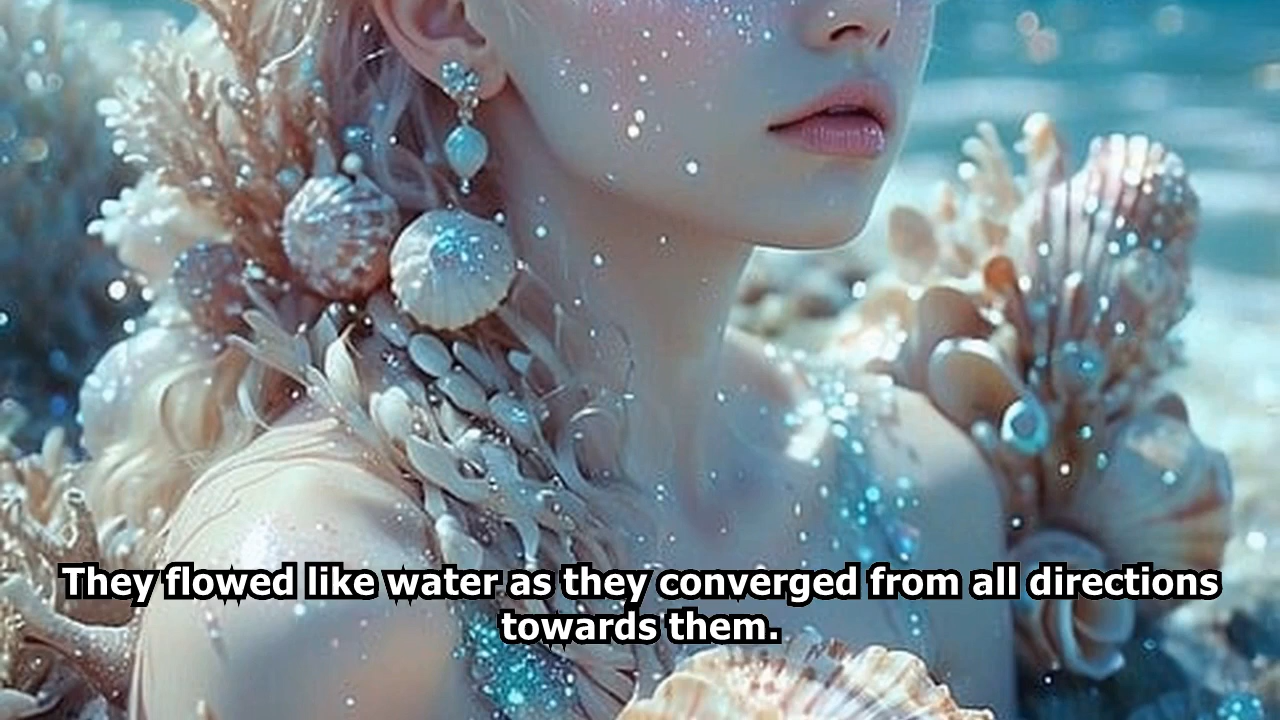 They flowed like water as they converged from all directions
towards them.